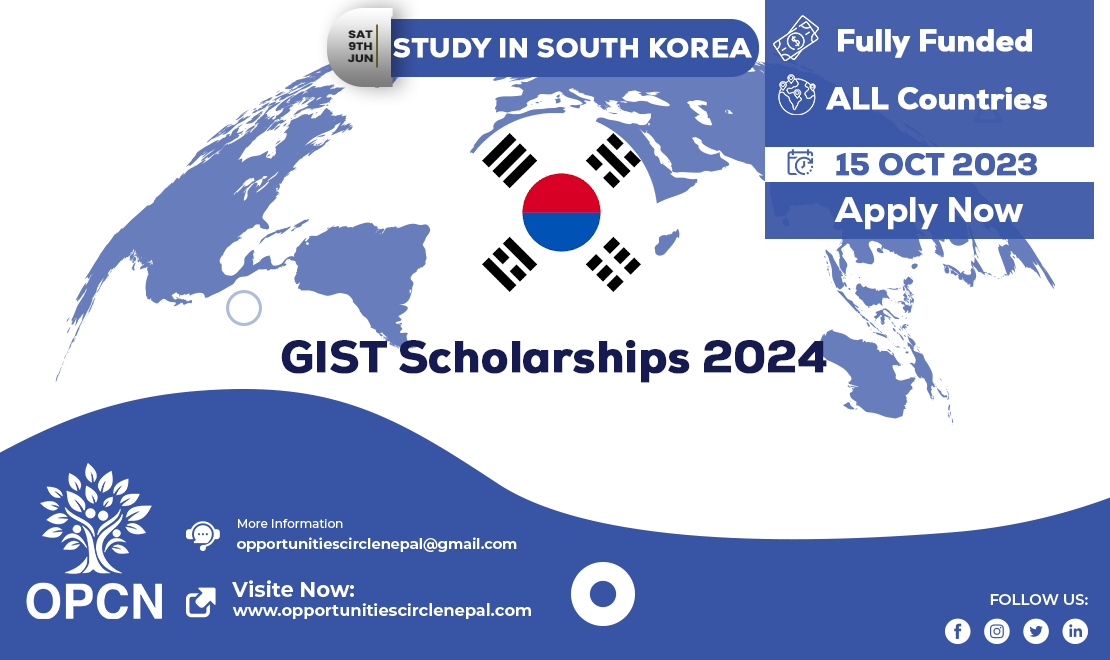 SAT
9TH
JUN
STUDY IN SOUTH KOREA
Fully Funded
ALL Countries
15 OCT 2023
Apply Now
GIST Scholarships 2024
OPCN
More Information
opportunitiescirclenepal@gmail.com
Visite Now:
www.opportunitiescirclenepal.com
FOLLOW US: